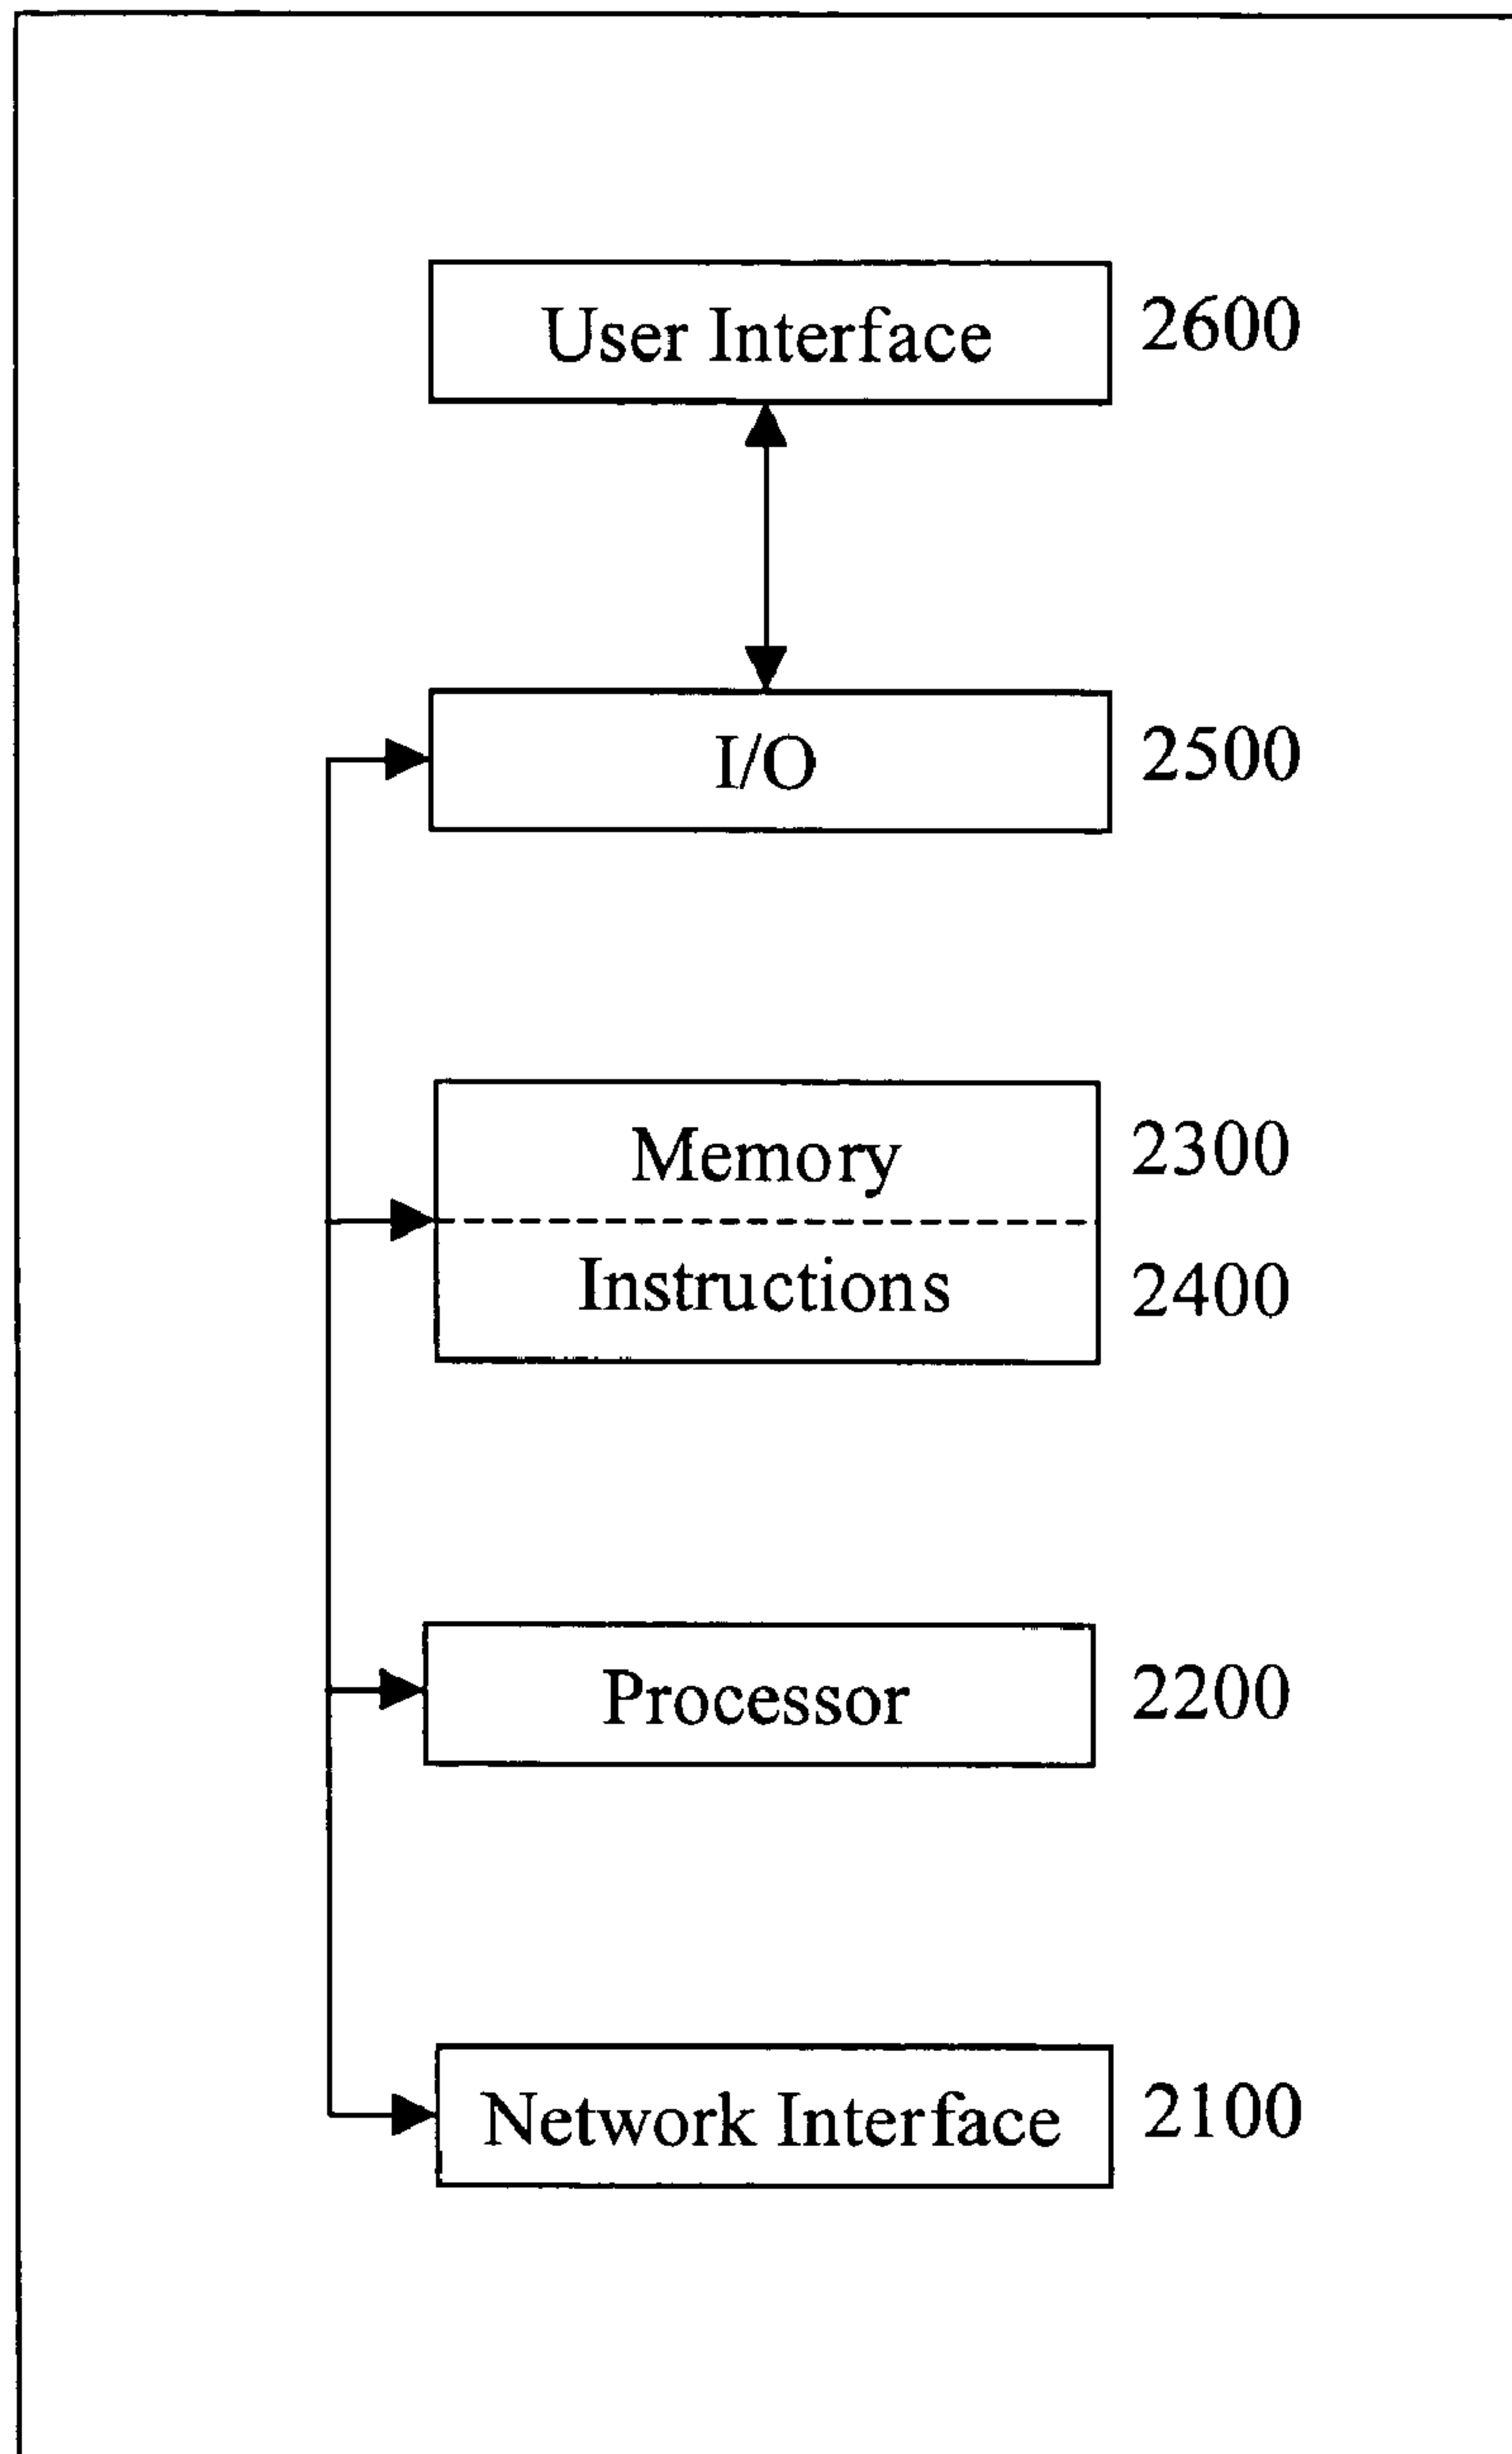 User Interface 2600
I/O 2500
Memory 2300
Instructions 2400
Processor 2200
Network Interface 2100